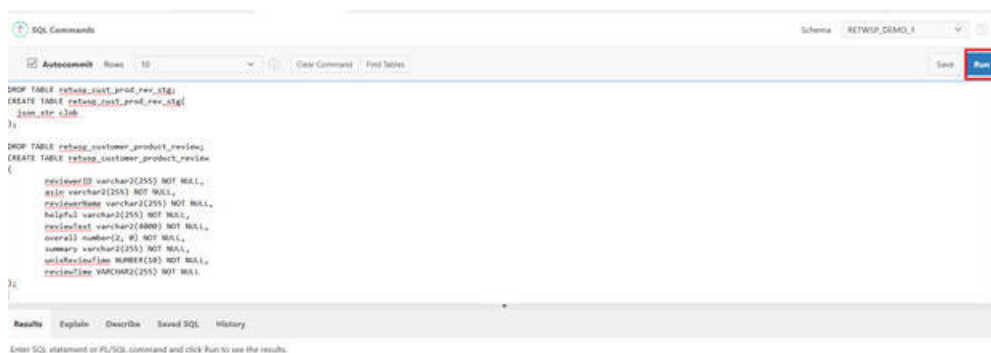 SQL Commands Schema RETWSP_DEMO_1
Autocommit Rows 10 Clear Command Find Tables Save Run
DROP TABLE retwsp_cust_prod_rev_stg;
CREATE TABLE retwsp_cust_prod_rev_stg(
json_str clob
);
DROP TABLE retwsp_customer_product_review;
CREATE TABLE retwsp_customer_product_review
(
reviewerID varchar2(255) NOT NULL,
asin varchar2(255) NOT NULL,
reviewerName varchar2(255) NOT NULL,
helpful varchar2(255) NOT NULL,
reviewText varchar2(4000) NOT NULL,
overall number(2, 0) NOT NULL,
summary varchar2(255) NOT NULL,
unixReviewTime NUMBER(10) NOT NULL,
reviewTime VARCHAR2(255) NOT NULL
);
Results Explain Describe Saved SQL History
Enter SQL statement or PL/SQL command and click Run to see the results.